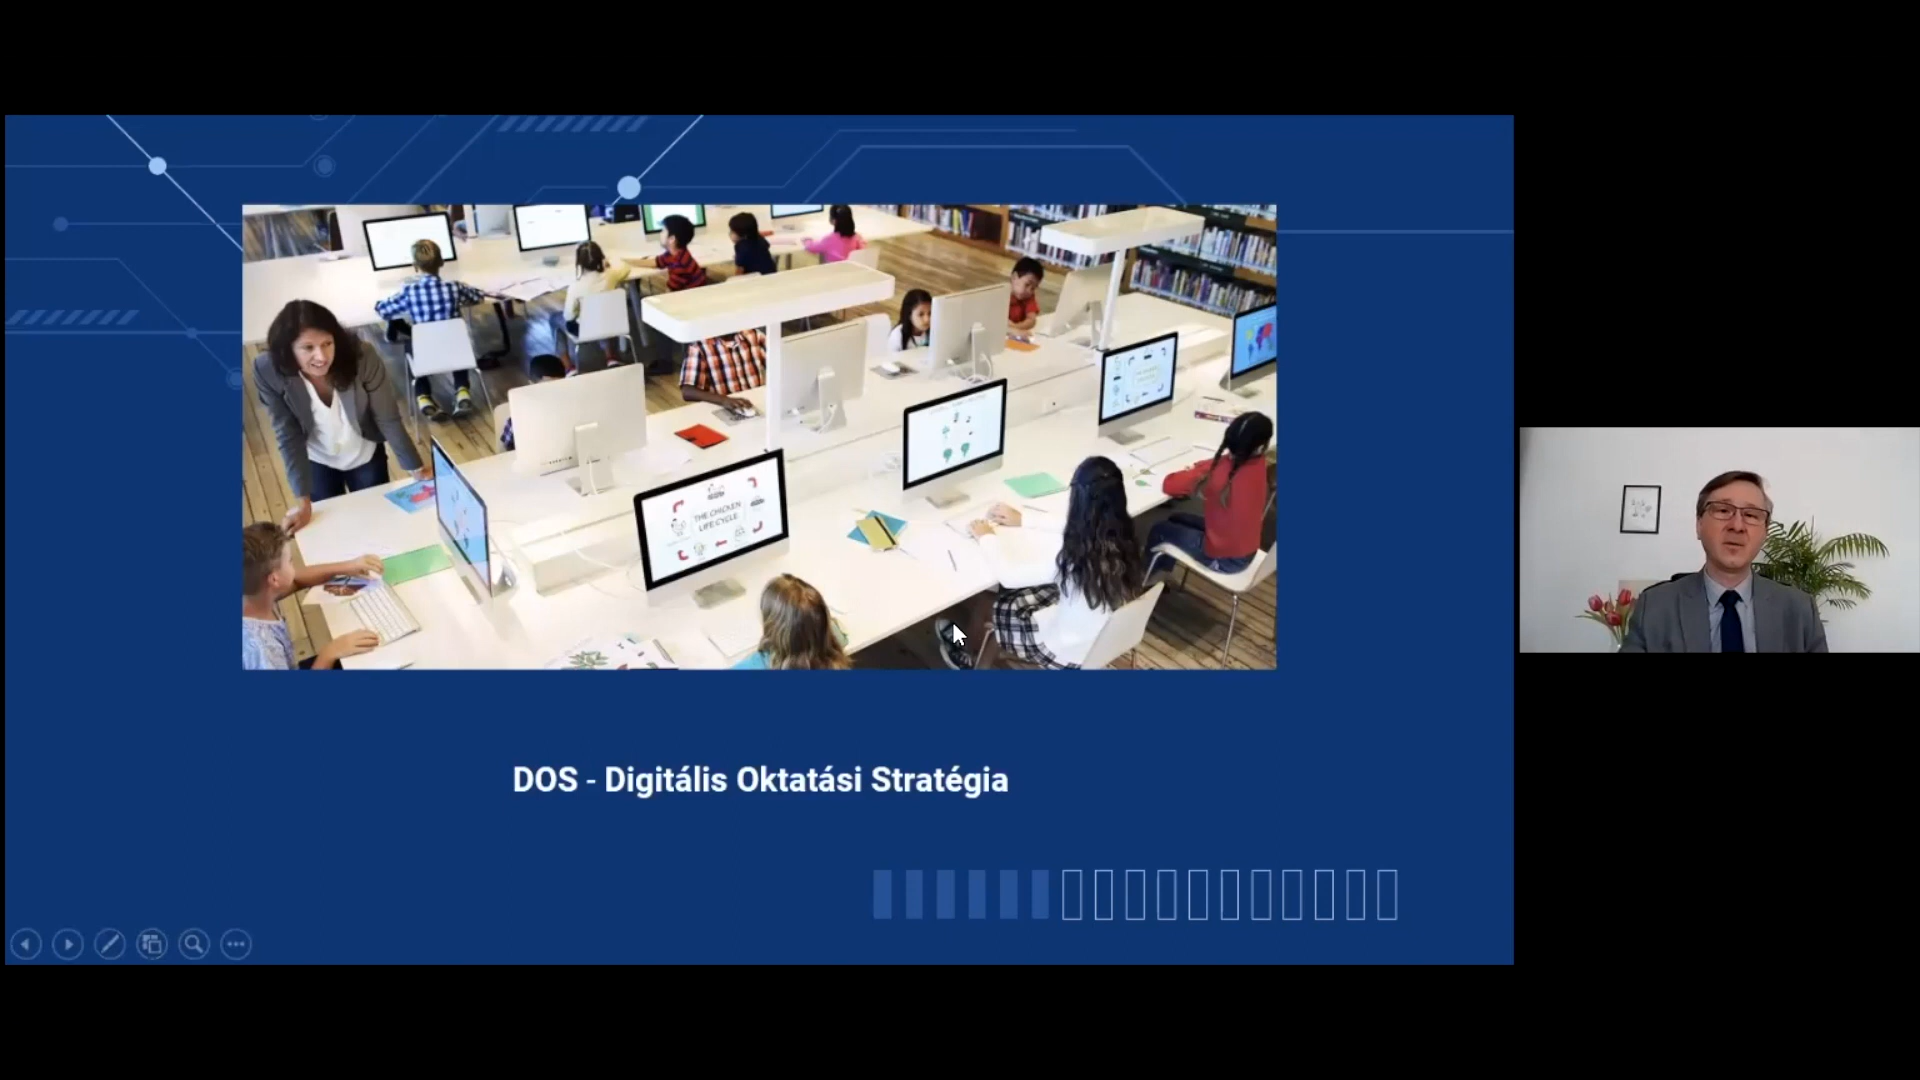 THE CHICKEN
LIFE CYCLE
DOS - Digitális Oktatási Stratégia